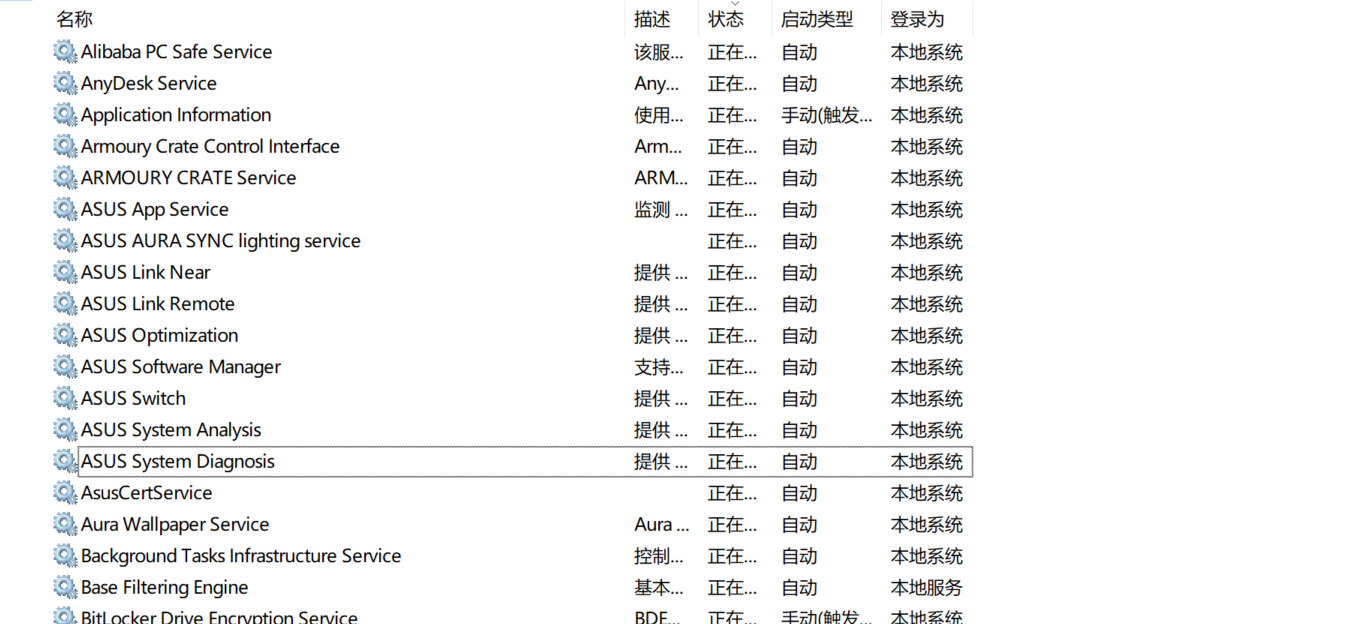 名称 描述 状态 启动类型 登录为
Alibaba PC Safe Service 该服... 正在... 自动 本地系统
AnyDesk Service Any... 正在... 自动 本地系统
Application Information 使用... 正在... 手动(触发... 本地系统
Armoury Crate Control Interface Arm... 正在... 自动 本地系统
ARMOURY CRATE Service ARM... 正在... 自动 本地系统
ASUS App Service 监测 ... 正在... 自动 本地系统
ASUS AURA SYNC lighting service 正在... 自动 本地系统
ASUS Link Near 提供 ... 正在... 自动 本地系统
ASUS Link Remote 提供 ... 正在... 自动 本地系统
ASUS Optimization 提供 ... 正在... 自动 本地系统
ASUS Software Manager 支持... 正在... 自动 本地系统
ASUS Switch 提供 ... 正在... 自动 本地系统
ASUS System Analysis 提供 ... 正在... 自动 本地系统
ASUS System Diagnosis 提供 ... 正在... 自动 本地系统
AsusCertService 正在... 自动 本地系统
Aura Wallpaper Service Aura ... 正在... 自动 本地系统
Background Tasks Infrastructure Service 控制... 正在... 自动 本地系统
Base Filtering Engine 基本... 正在... 自动 本地服务
BitLocker Drive Encryption Service BDE... 正在... 手动(触发... 本地系统